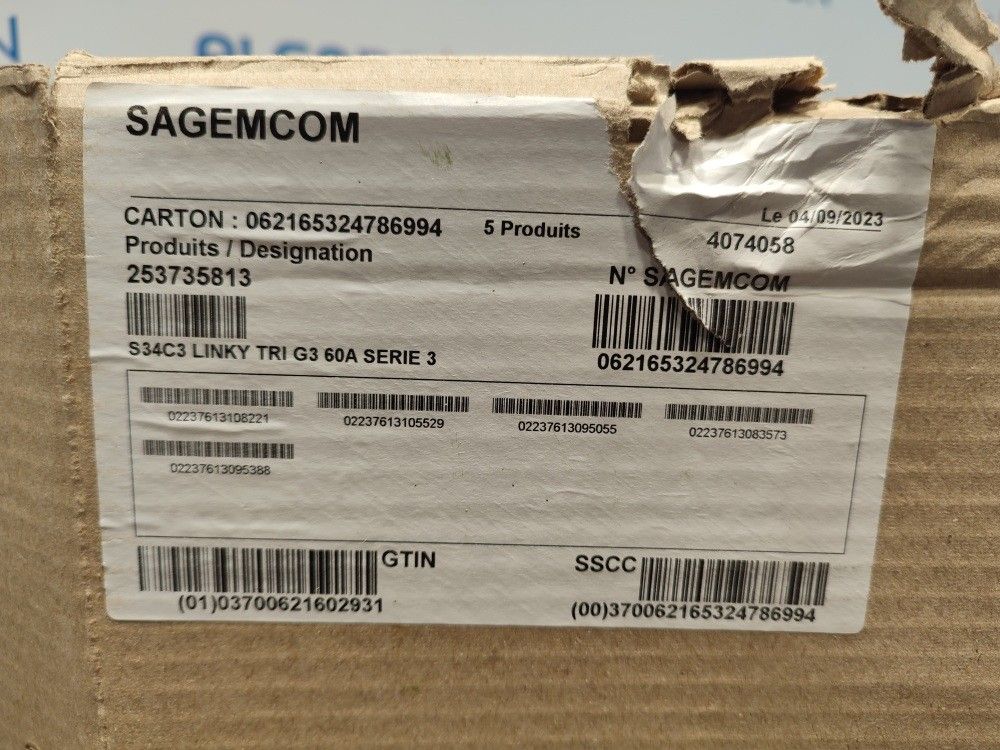 SAGEMCOM
Le 04/09/2023
CARTON : 062165324786994 5 Produits 4074058
Produits / Designation
253735813 N° SAGEMCOM
S34C3 LINKY TRI G3 60A SERIE 3 062165324786994
02237613108221 02237613105529 02237613095055 02237613083573
02237613095388
GTIN SSCC
(01)03700621602931 (00)370062165324786994